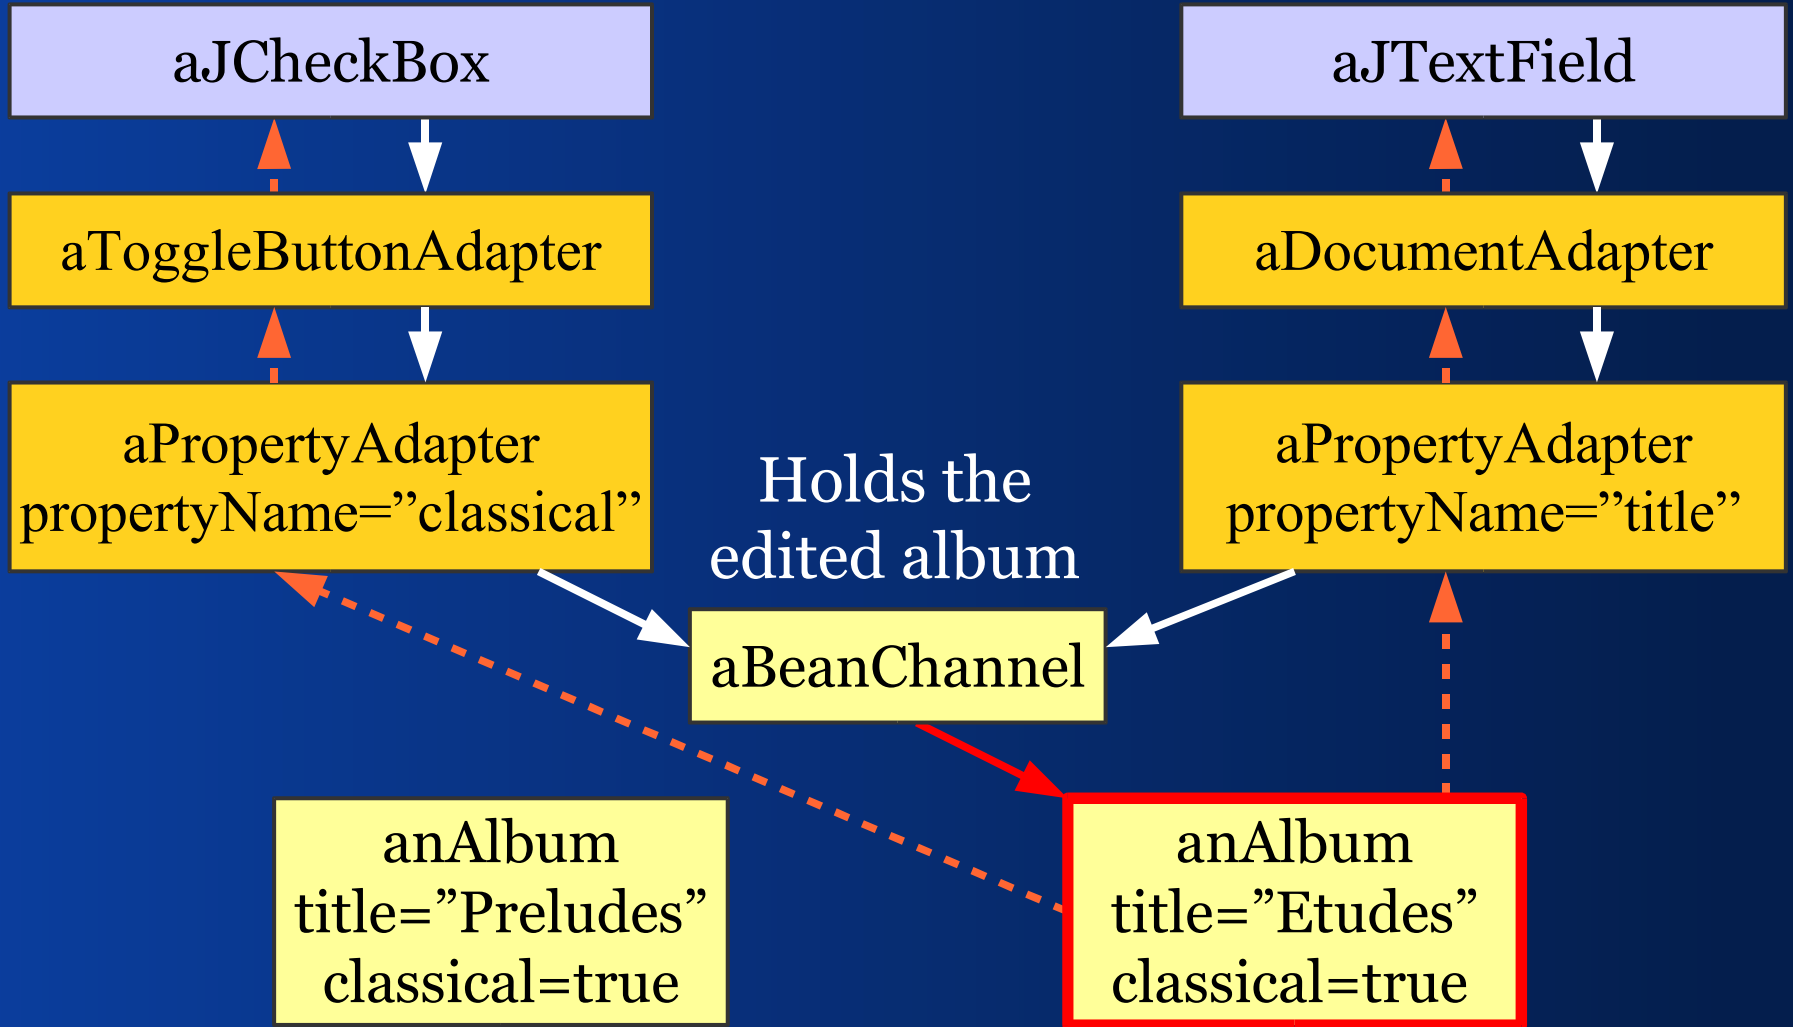 aJCheckBox
aJTextField
aToggleButtonAdapter
aDocumentAdapter
aPropertyAdapter
propertyName=”classical”
aPropertyAdapter
propertyName=”title”
Holds the
edited album
aBeanChannel
anAlbum
title=”Preludes”
classical=true
anAlbum
title=”Etudes”
classical=true